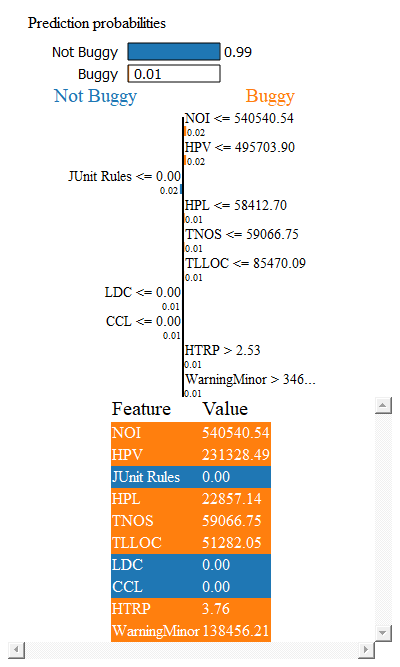 Prediction probabilities
Not Buggy 0.99
Buggy 0.01
Not Buggy Buggy
NOI <= 540540.54
0.02
HPV <= 495703.90
0.02
JUnit Rules <= 0.00
0.02
HPL <= 58412.70
0.01
TNOS <= 59066.75
0.01
TLLOC <= 85470.09
0.01
LDC <= 0.00
0.01
CCL <= 0.00
0.01
HTRP > 2.53
0.01
WarningMinor > 346...
0.01
Feature Value
NOI 540540.54
HPV 231328.49
JUnit Rules 0.00
HPL 22857.14
TNOS 59066.75
TLLOC 51282.05
LDC 0.00
CCL 0.00
HTRP 3.76
WarningMinor 138456.21